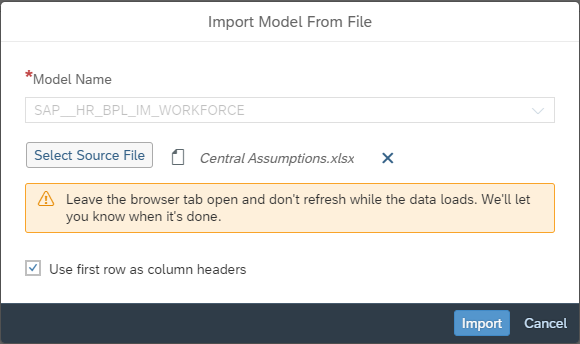 Import Model From File
*Model Name
SAP__HR_BPL_IM_WORKFORCE
Select Source File Central Assumptions.xlsx
Leave the browser tab open and don't refresh while the data loads. We'll let
you know when it's done.
Use first row as column headers
Import Cancel